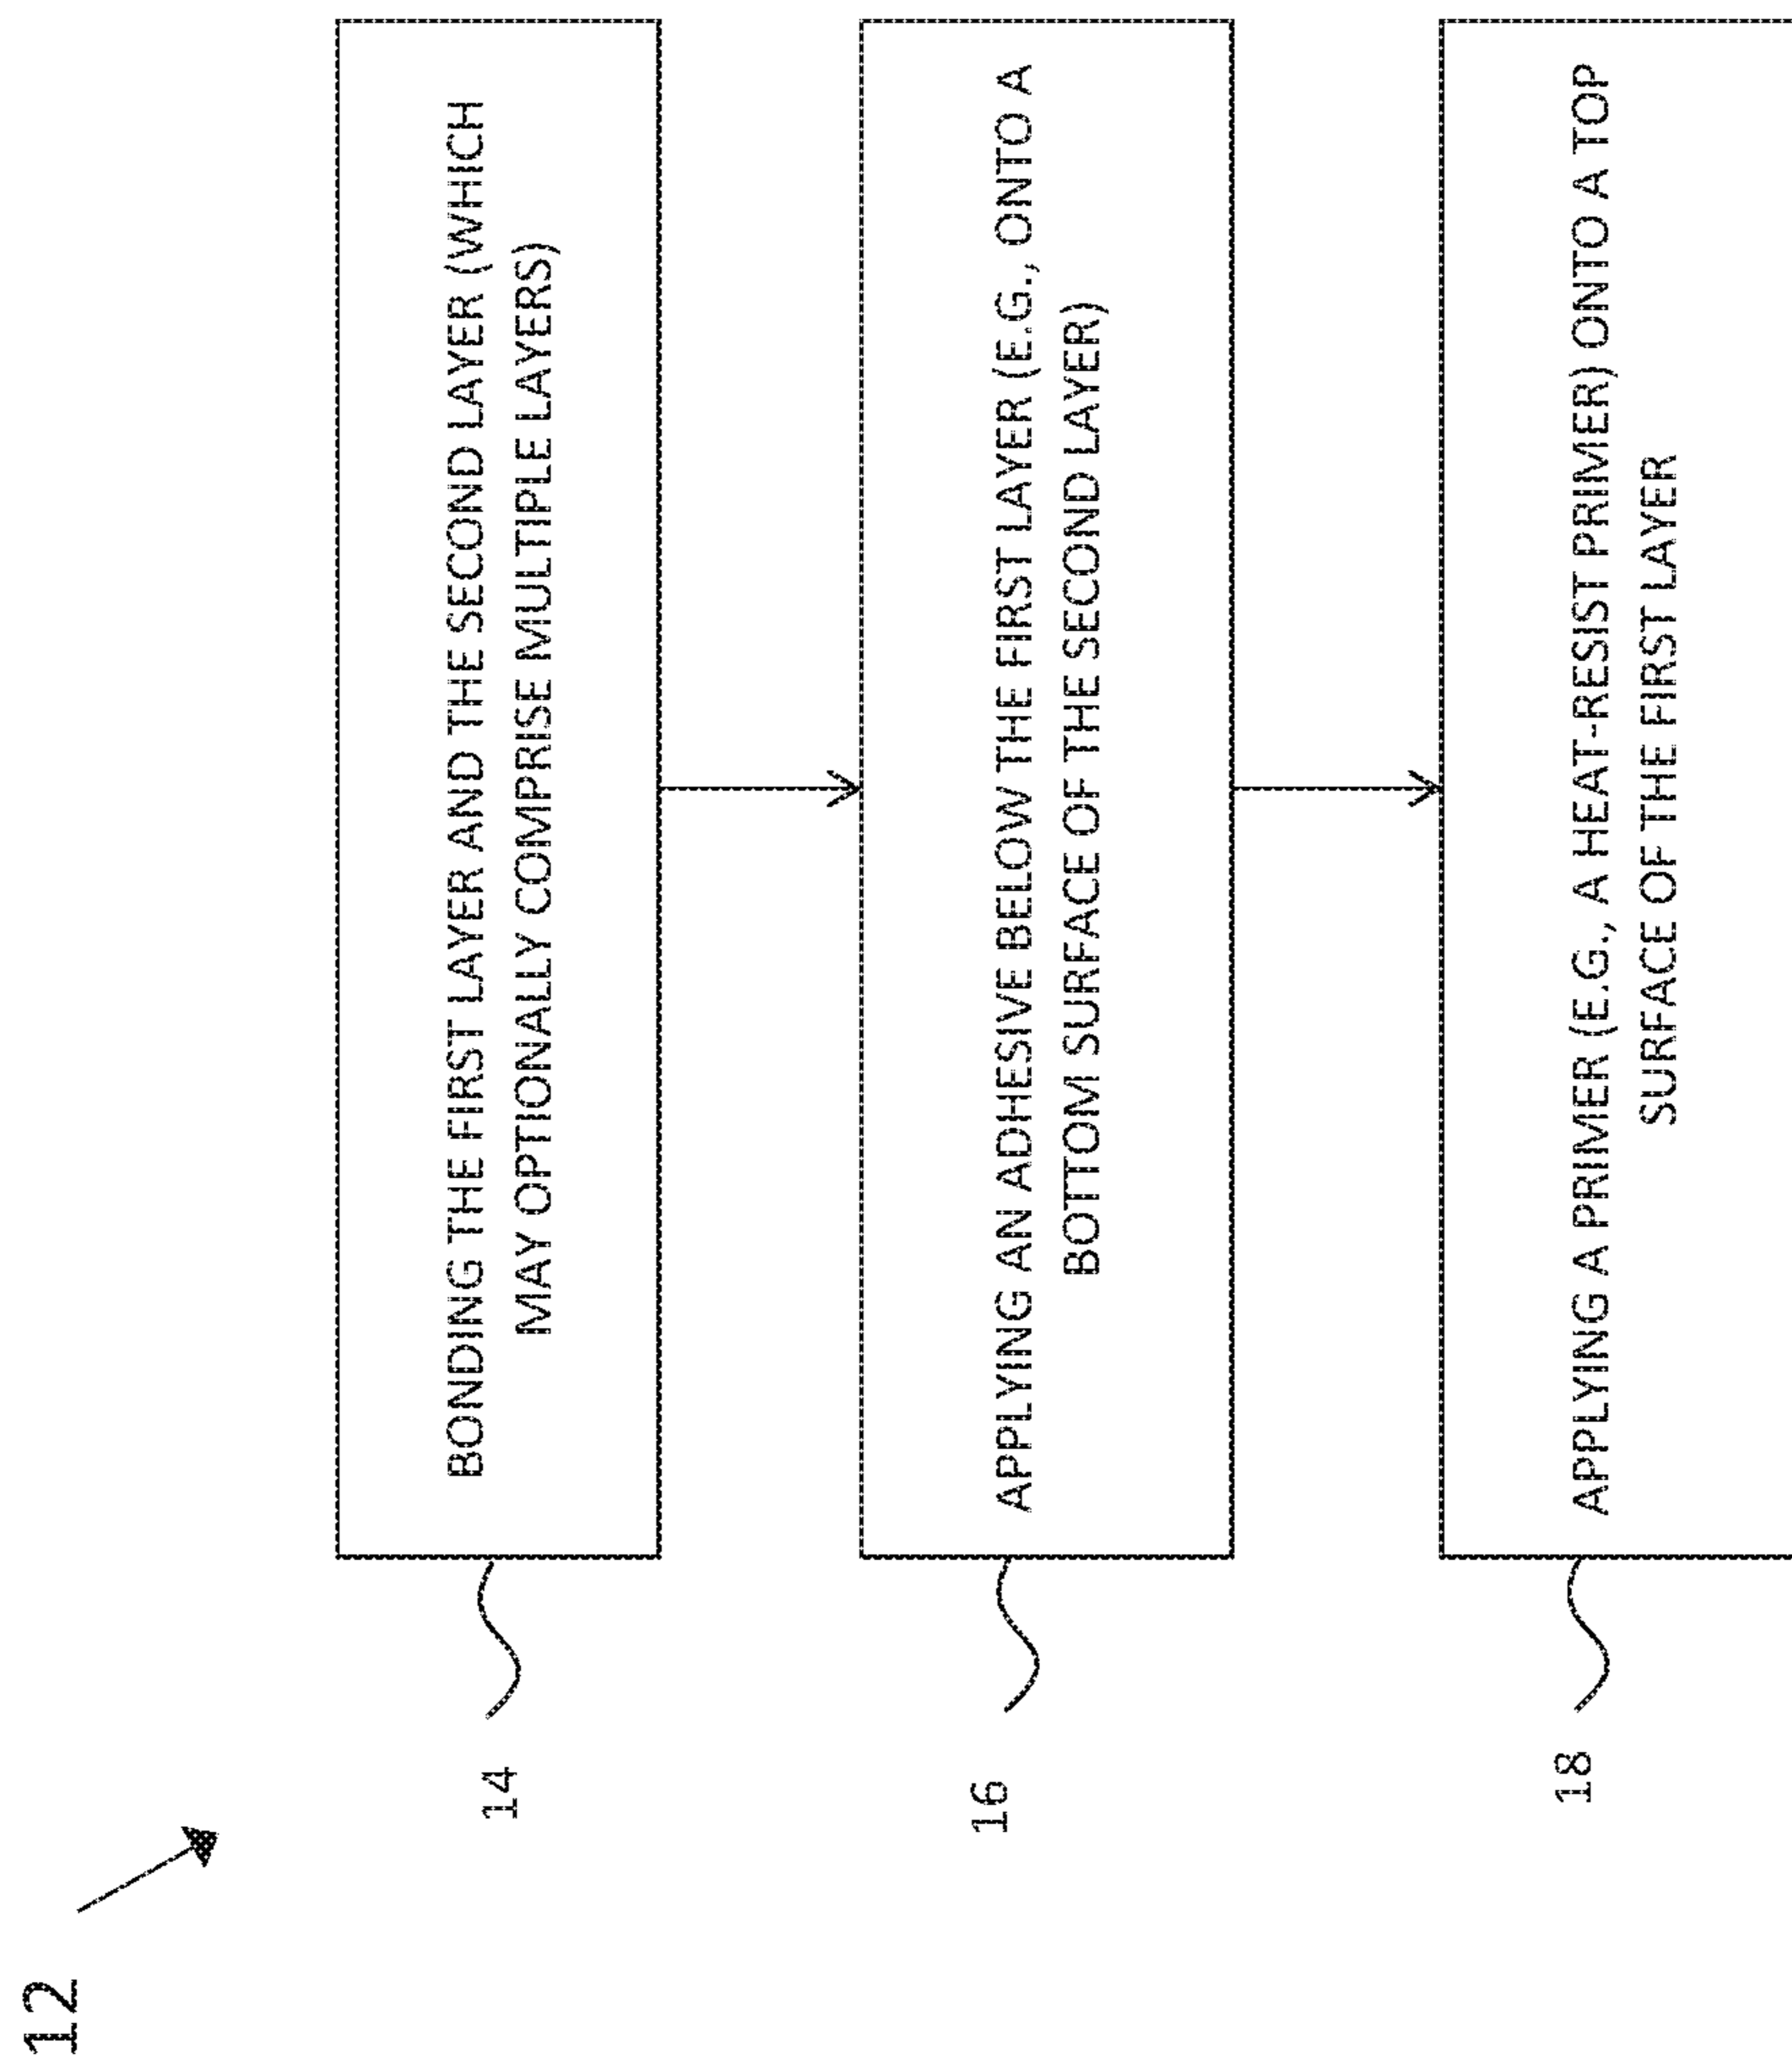 12
14
BONDING THE FIRST LAYER AND THE SECOND LAYER (WHICH
MAY OPTIONALLY COMPRISE MULTIPLE LAYERS)
16
APPLYING AN ADHESIVE BELOW THE FIRST LAYER (E.G., ONTO A
BOTTOM SURFACE OF THE SECOND LAYER)
18
APPLYING A PRIMER (E.G., A HEAT-RESIST PRIMER) ONTO A TOP
SURFACE OF THE FIRST LAYER